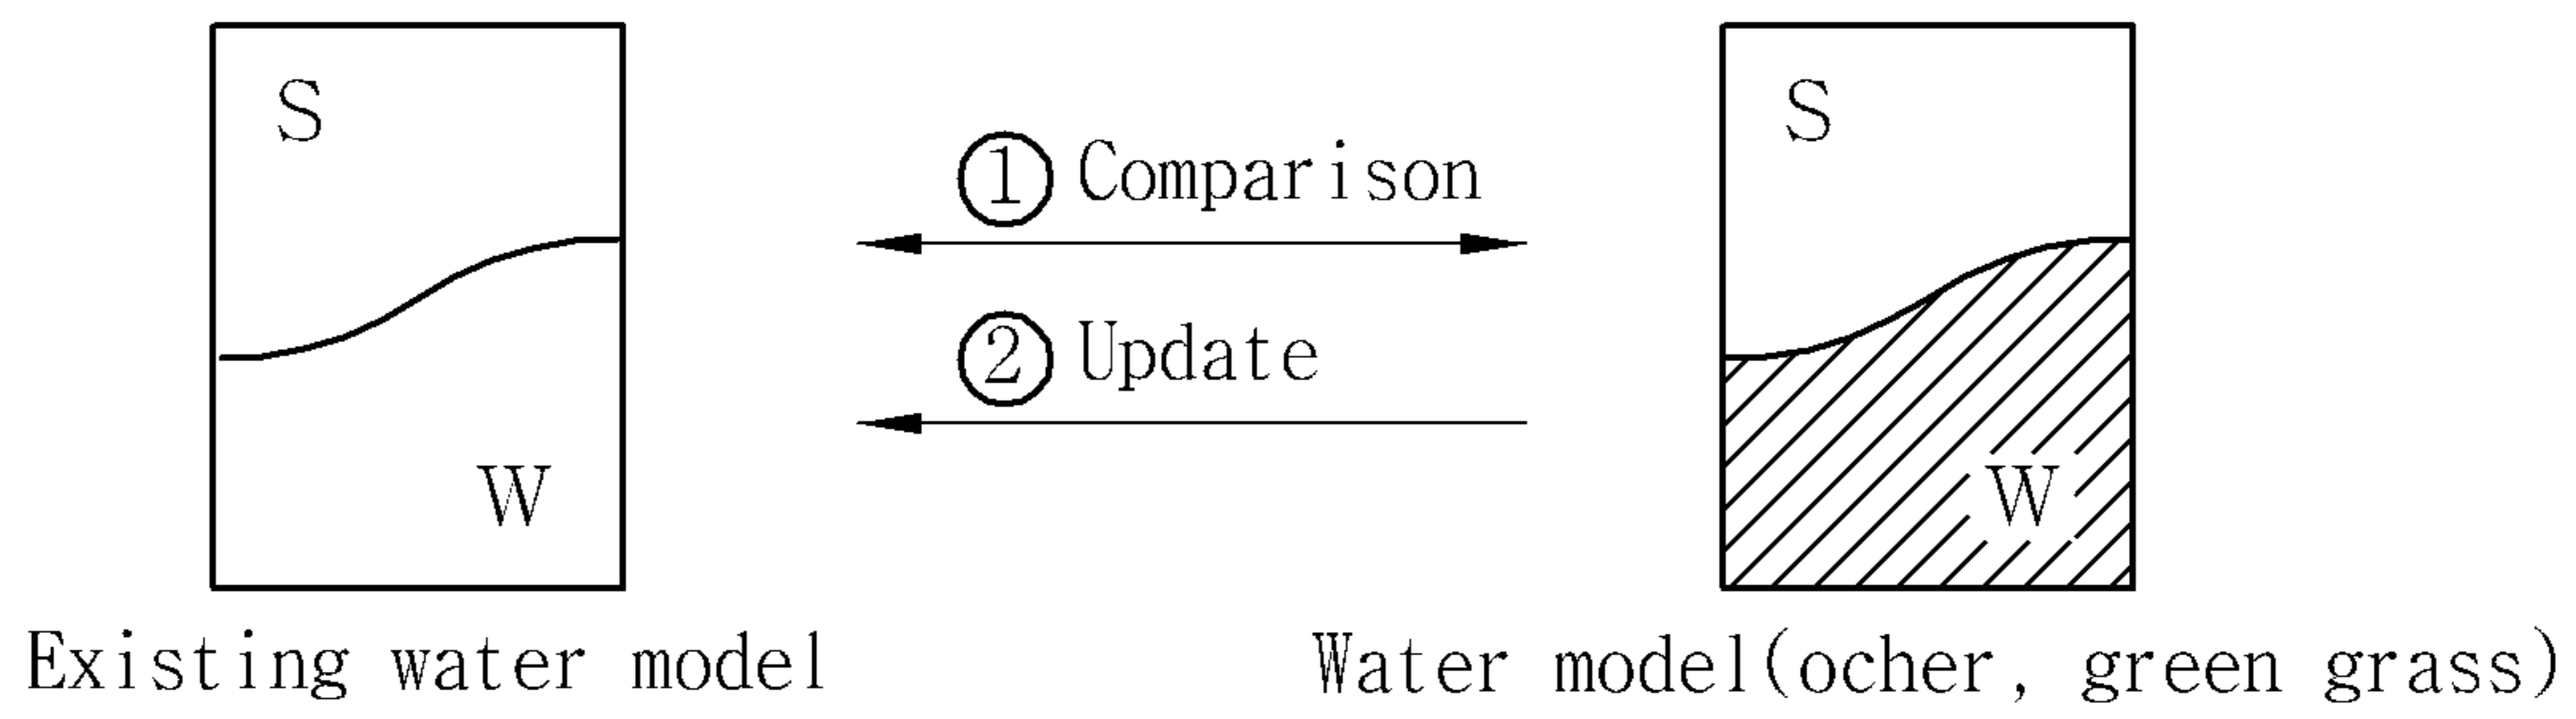 S
W
① Comparison
② Update
S
W
Existing water model
Water model(ocher, green grass)